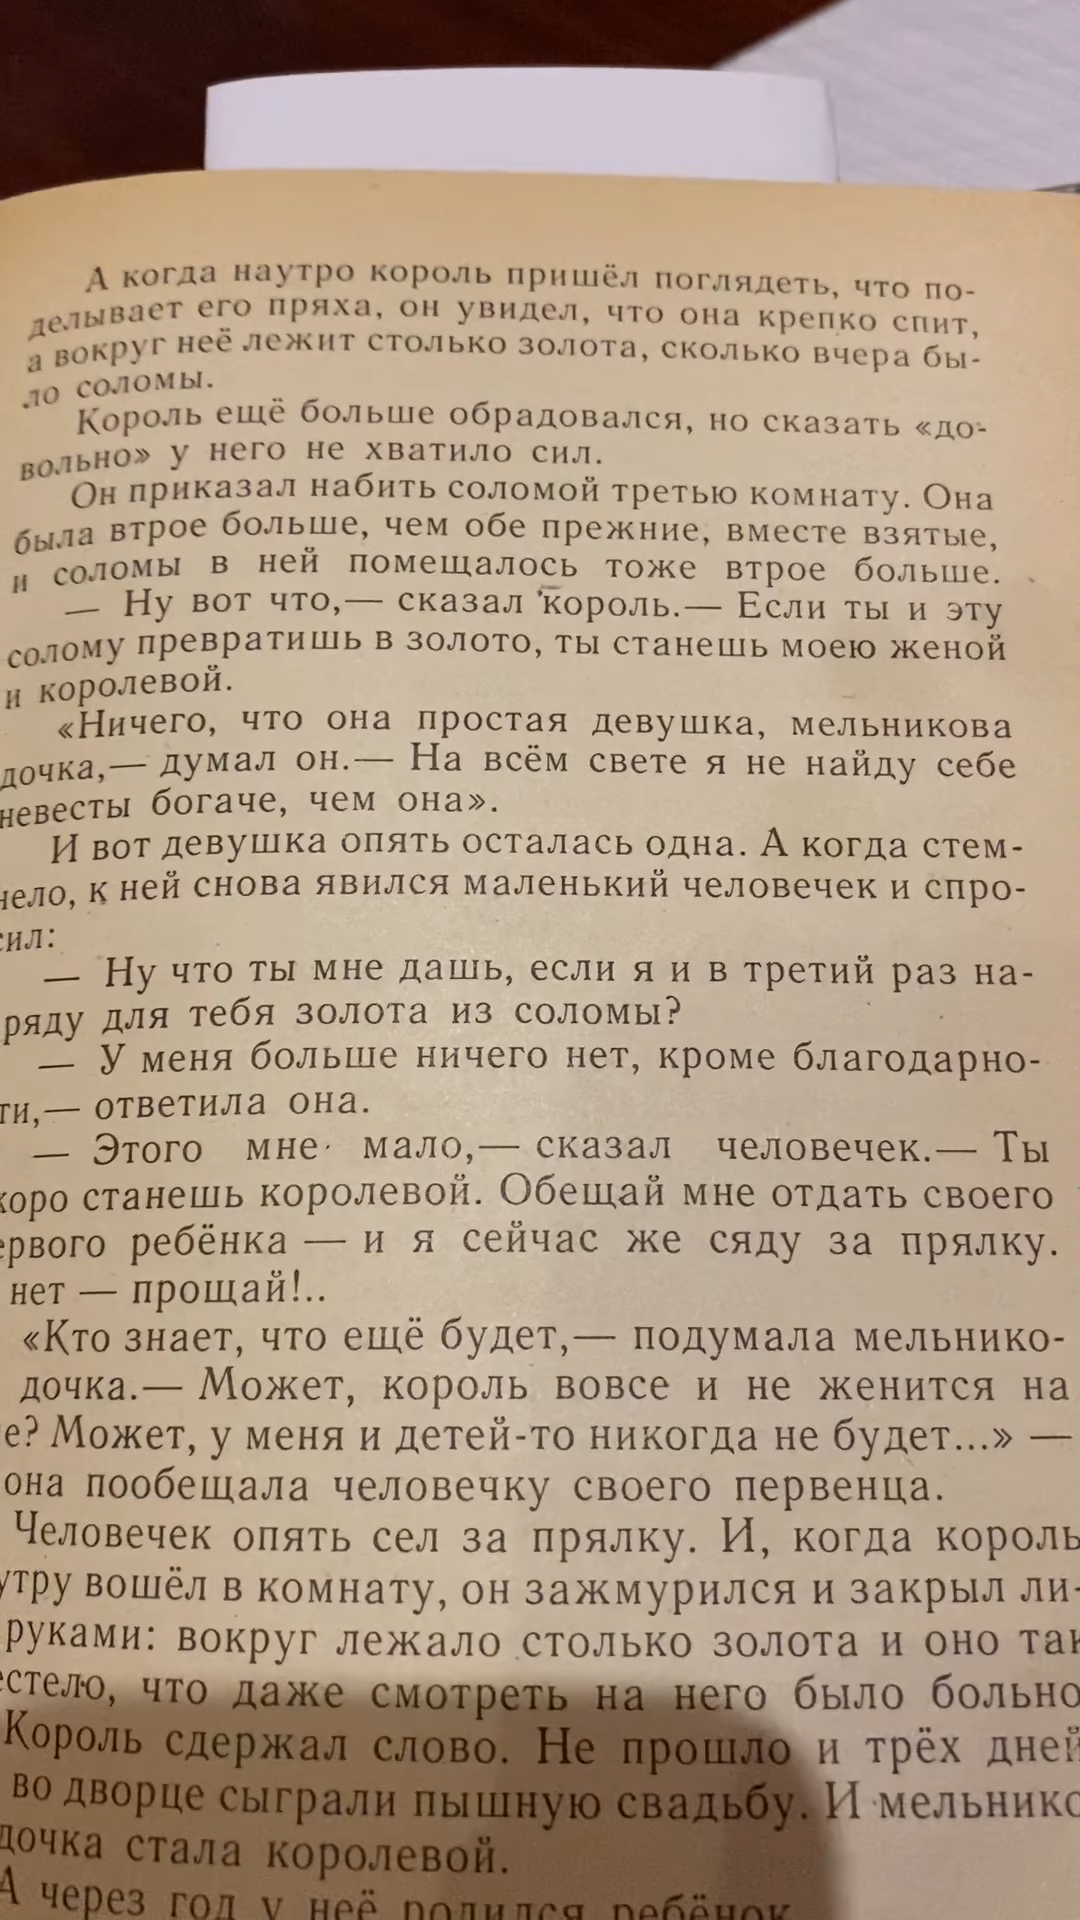 А когда наутро король пришёл поглядеть, что по-
делывает его пряха, он увидел, что она крепко спит,
а вокруг неё лежит столько золота, сколько вчера бы-
ло соломы.
Король ещё больше обрадовался, но сказать «до-
вольно» у него не хватило сил.
Он приказал набить соломой третью комнату. Она
была втрое больше, чем обе прежние, вместе взятые,
и соломы в ней помещалось тоже втрое больше.
— Ну вот что,— сказал король.— Если ты и эту
солому превратишь в золото, ты станешь моею женой
и королевой.
«Ничего, что она простая девушка, мельникова
дочка,— думал он.— На всём свете я не найду себе
невесты богаче, чем она».
И вот девушка опять осталась одна. А когда стем-
нело, к ней снова явился маленький человечек и спро-
сил:
— Ну что ты мне дашь, если я и в третий раз на-
пряду для тебя золота из соломы?
— У меня больше ничего нет, кроме благодарно-
ти,— ответила она.
— Этого мне мало,— сказал человечек.— Ты
коро станешь королевой. Обещай мне отдать своего
ервого ребёнка — и я сейчас же сяду за прялку.
нет — прощай!..
«Кто знает, что ещё будет,— подумала мельнико-
дочка.— Может, король вовсе и не женится на
е? Может, у меня и детей-то никогда не будет...» —
она пообещала человечку своего первенца.
Человечек опять сел за прялку. И, когда король
утру вошёл в комнату, он зажмурился и закрыл ли-
руками: вокруг лежало столько золота и оно так
естело, что даже смотреть на него было больно
Король сдержал слово. Не прошло и трёх дней
во дворце сыграли пышную свадьбу. И мельнико
дочка стала королевой.
А через год у неё родился ребёнок